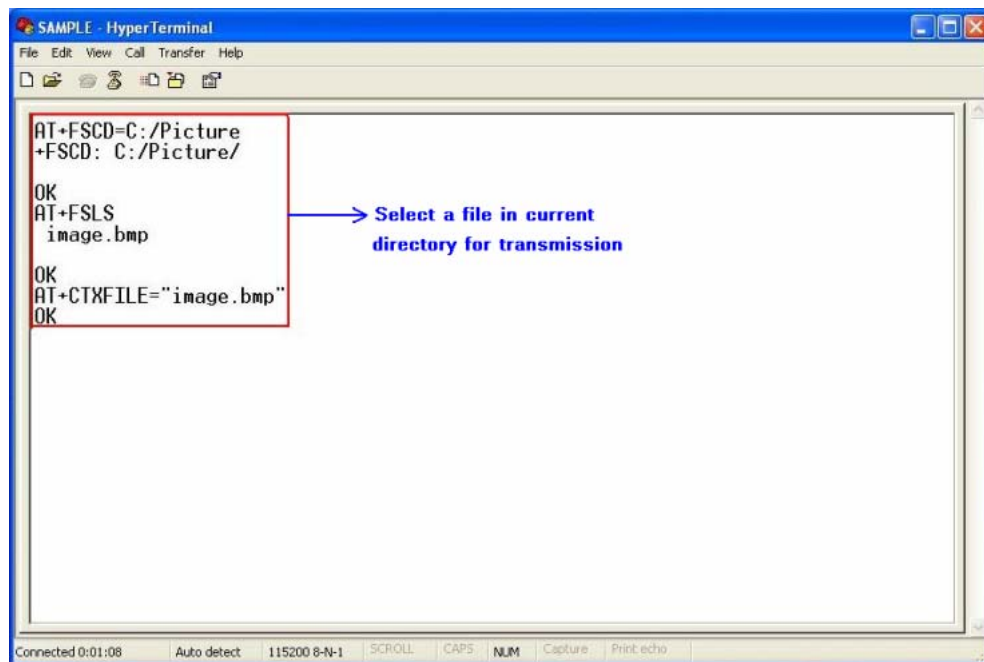 SAMPLE - HyperTerminal
File Edit View Call Transfer Help
AT+FSCD=C:/Picture
+FSCD: C:/Picture/
OK
AT+FSLS
image.bmp
OK
AT+CTXFILE="image.bmp"
OK
Select a file in current
directory for transmission
Connected 0:01:08 Auto detect 115200 8-N-1 SCROLL CAPS NUM Capture Print echo